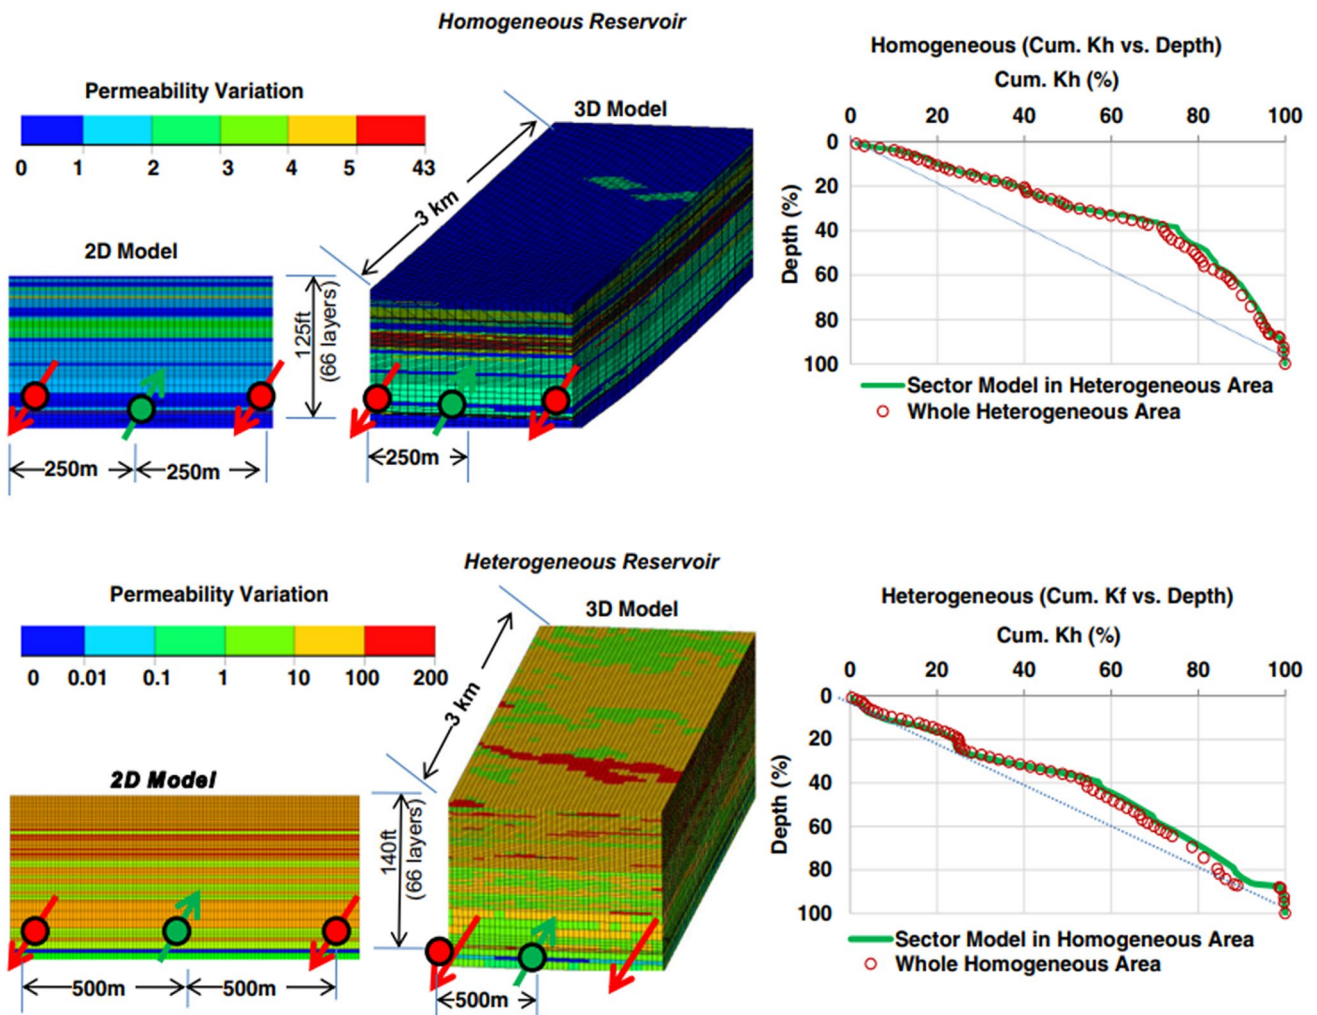 Homogeneous Reservoir
Permeability Variation
0 1 2 3 4 5 43
3D Model
3 km
2D Model
125ft
(66 layers)
250m 250m
250m
Homogeneous (Cum. Kh vs. Depth)
Cum. Kh (%)
0 20 40 60 80 100
Depth (%)
0
20
40
60
80
100
Sector Model in Heterogeneous Area
Whole Heterogeneous Area
Heterogeneous Reservoir
Permeability Variation
0 0.01 0.1 1 10 100 200
3D Model
3 km
2D Model
140ft
(66 layers)
500m 500m
500m
Heterogeneous (Cum. Kf vs. Depth)
Cum. Kh (%)
0 20 40 60 80 100
Depth (%)
0
20
40
60
80
100
Sector Model in Homogeneous Area
Whole Homogeneous Area